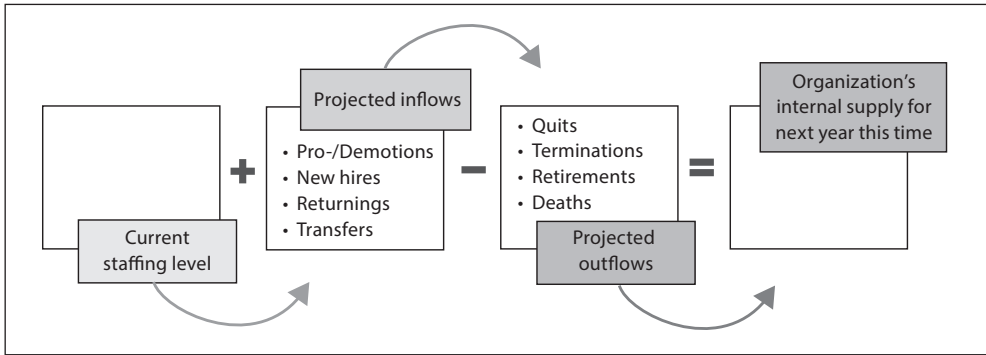 Current
staffing level
+
Projected inflows
• Pro-/Demotions
• New hires
• Returnings
• Transfers
–
• Quits
• Terminations
• Retirements
• Deaths
Projected
outflows
=
Organization's
internal supply for
next year this time